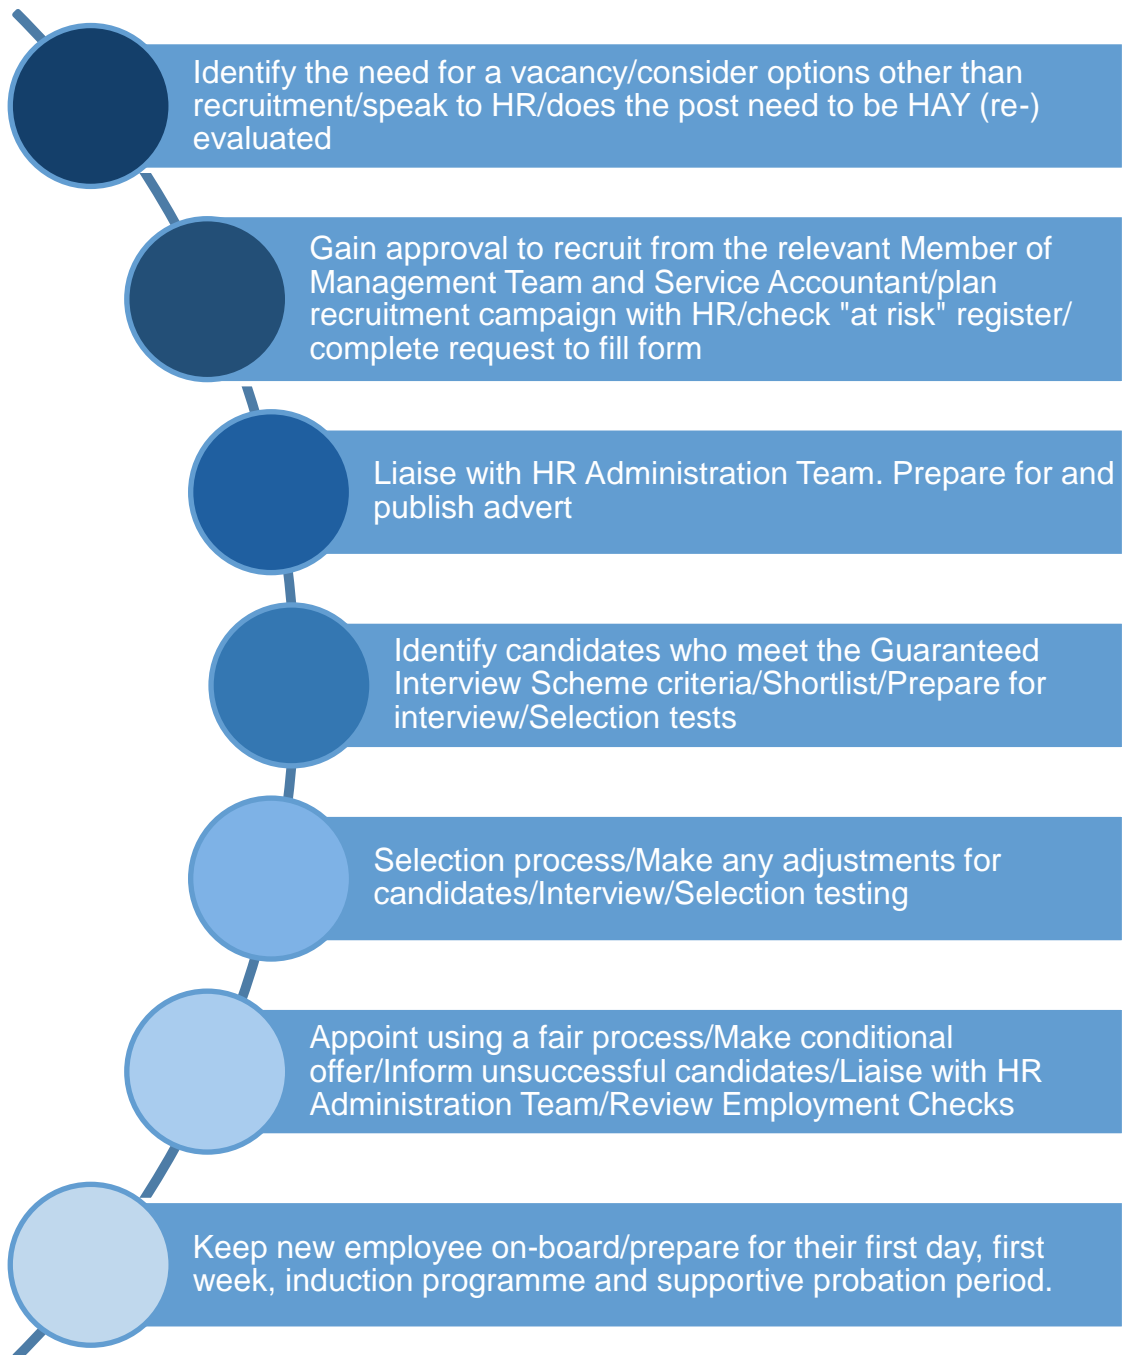 Identify the need for a vacancy/consider options other than
recruitment/speak to HR/does the post need to be HAY (re-)
evaluated
Gain approval to recruit from the relevant Member of
Management Team and Service Accountant/plan
recruitment campaign with HR/check "at risk" register/
complete request to fill form
Liaise with HR Administration Team. Prepare for and
publish advert
Identify candidates who meet the Guaranteed
Interview Scheme criteria/Shortlist/Prepare for
interview/Selection tests
Selection process/Make any adjustments for
candidates/Interview/Selection testing
Appoint using a fair process/Make conditional
offer/Inform unsuccessful candidates/Liaise with HR
Administration Team/Review Employment Checks
Keep new employee on-board/prepare for their first day, first
week, induction programme and supportive probation period.